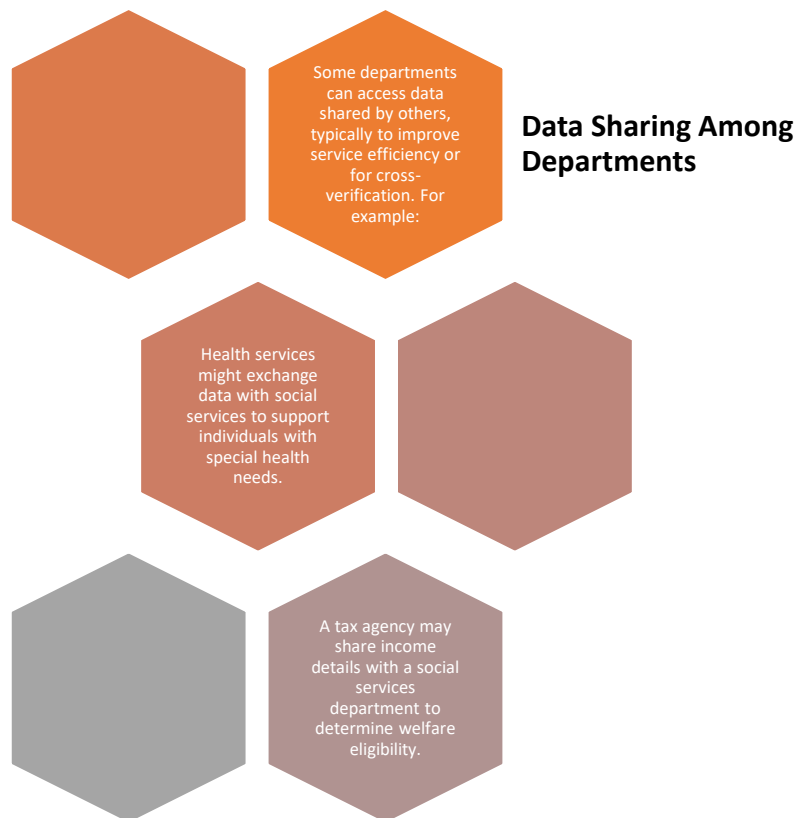 Data Sharing Among
Departments
Some departments
can access data
shared by others,
typically to improve
service efficiency or
for cross-
verification. For
example:
Health services
might exchange
data with social
services to support
individuals with
special health
needs.
A tax agency may
share income
details with a social
services
department to
determine welfare
eligibility.